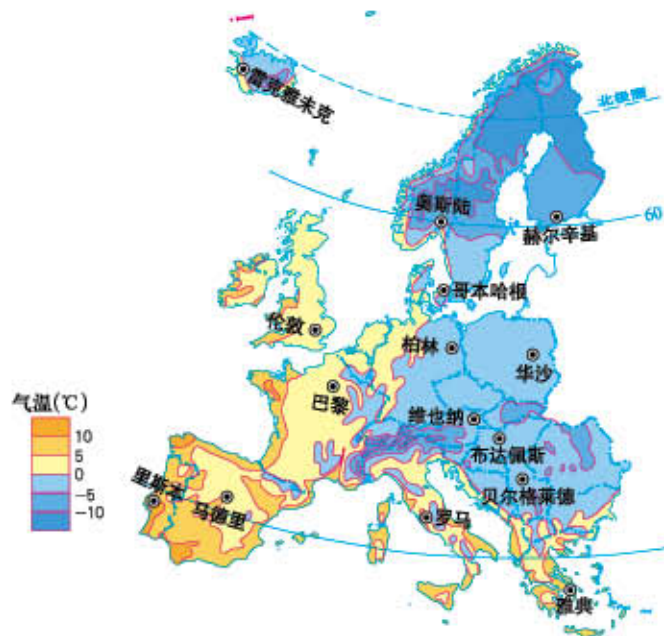 雷克雅未克
北极圈
奥斯陆
赫尔辛基
60
哥本哈根
伦敦
柏林
华沙
巴黎
维也纳
布达佩斯
贝尔格莱德
气温(℃)
10
5
0
-5
-10
里斯本
马德里
罗马
雅典